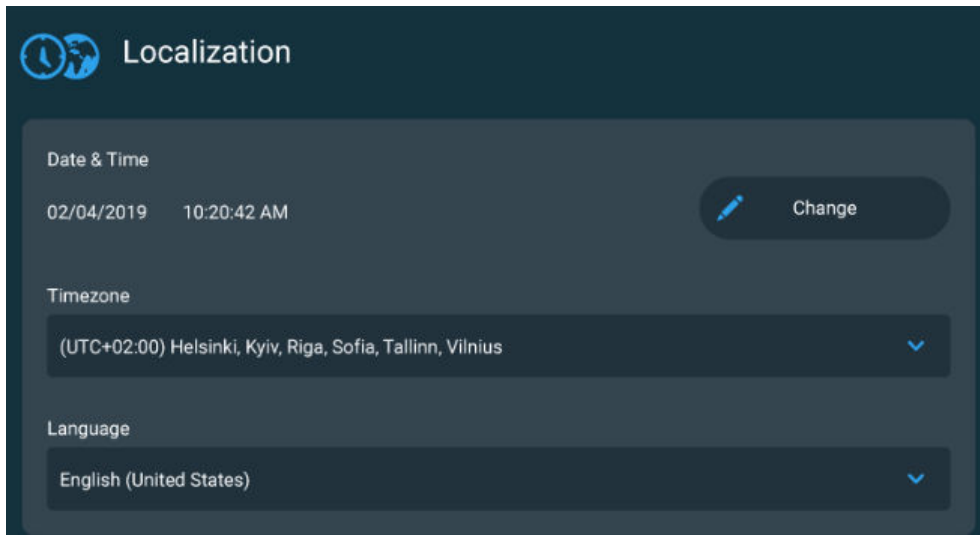 Localization
Date & Time
02/04/2019 10:20:42 AM
Change
Timezone
(UTC+02:00) Helsinki, Kyiv, Riga, Sofia, Tallinn, Vilnius
Language
English (United States)